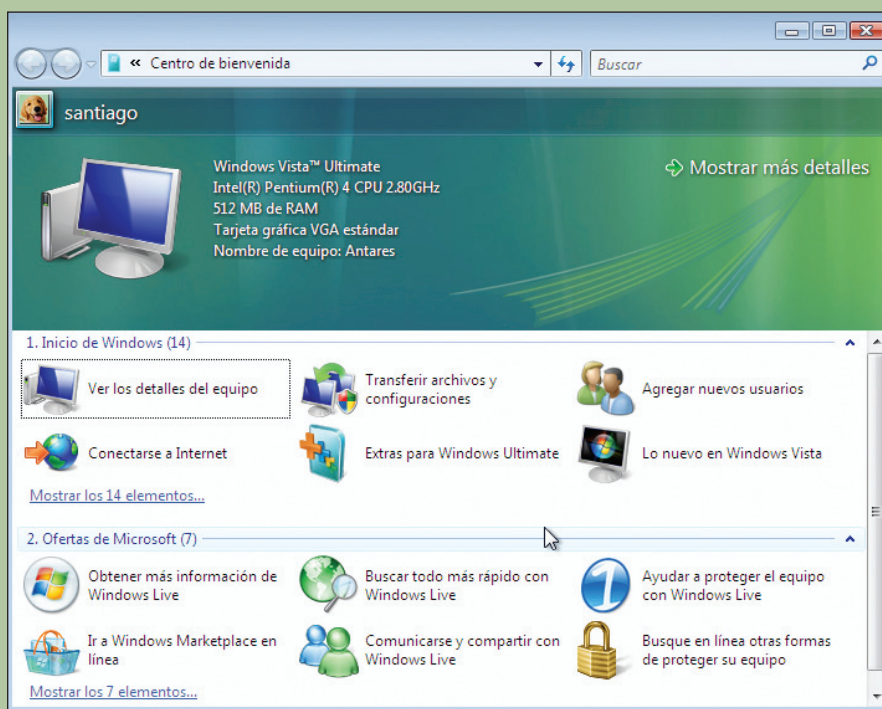 « Centro de bienvenida
Buscar
santiago
Windows Vista™ Ultimate
Intel(R) Pentium(R) 4 CPU 2.80GHz
512 MB de RAM
Tarjeta gráfica VGA estándar
Nombre de equipo: Antares
Mostrar más detalles
1. Inicio de Windows (14)
Ver los detalles del equipo
Transferir archivos y
configuraciones
Agregar nuevos usuarios
Conectarse a Internet
Extras para Windows Ultimate
Lo nuevo en Windows Vista
Mostrar los 14 elementos...
2. Ofertas de Microsoft (7)
Obtener más información de
Windows Live
Buscar todo más rápido con
Windows Live
Ayudar a proteger el equipo
con Windows Live
Ir a Windows Marketplace en
línea
Comunicarse y compartir con
Windows Live
Busque en línea otras formas
de proteger su equipo
Mostrar los 7 elementos...